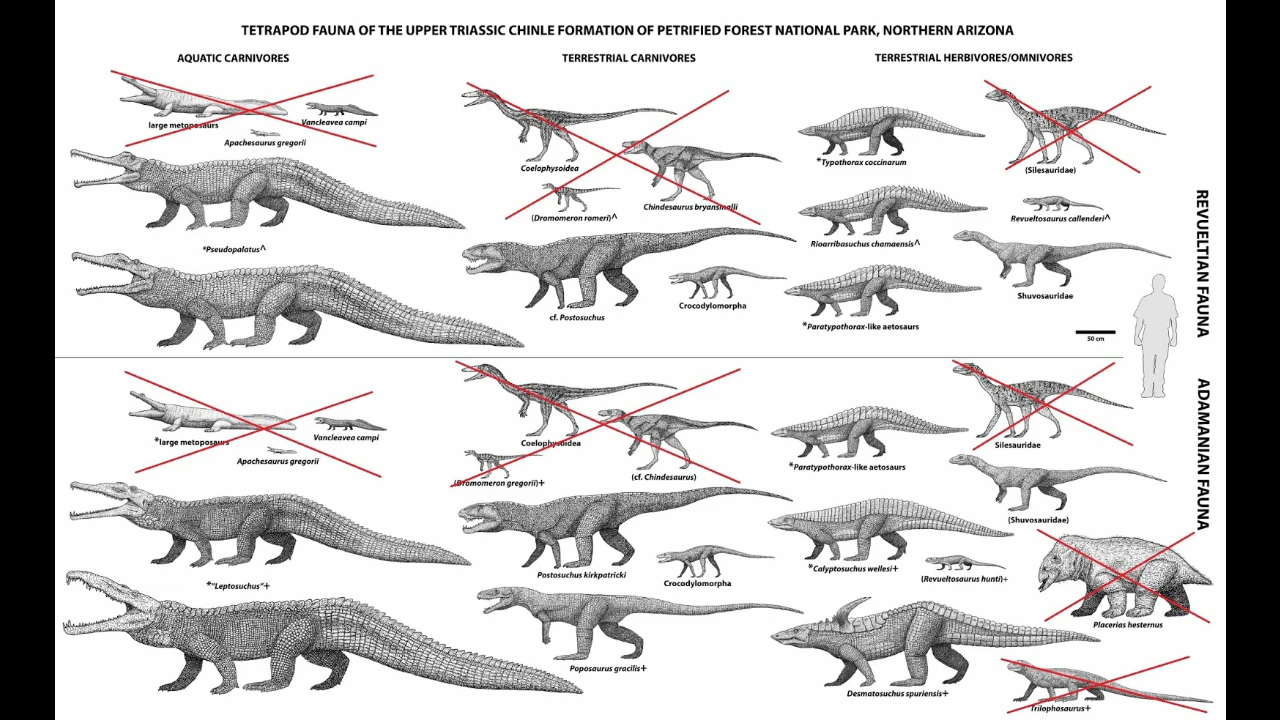 TETRAPOD FAUNA OF THE UPPER TRIASSIC CHINLE FORMATION OF PETRIFIED FOREST NATIONAL PARK, NORTHERN ARIZONA
AQUATIC CARNIVORES
TERRESTRIAL CARNIVORES
TERRESTRIAL HERBIVORES/OMNIVORES
REVUELTIAN FAUNA
large metoposaurs
Vancleavea campi
Apachesaurus gregorii
*Pseudopalatus^
Coelophysoidea
(Dromomeron romeri)^
Chindesaurus bryansmalli
cf. Postosuchus
Crocodylomorpha
*Typothorax coccinarum
(Silesauridae)
Rioarribasuchus chamaensis^
Revueltosaurus callenderi^
Shuvosauridae
*Paratypothorax-like aetosaurs
50 cm
ADAMANIAN FAUNA
*large metoposaurs
Vancleavea campi
Apachesaurus gregorii
*"Leptosuchus"+
Coelophysoidea
(Dromomeron gregorii)+
(cf. Chindesaurus)
Postosuchus kirkpatricki
Crocodylomorpha
Poposaurus gracilis+
*Paratypothorax-like aetosaurs
Silesauridae
(Shuvosauridae)
*Calyptosuchus wellesi+
(Revueltosaurus hunti)+
Placerias hesternus
Desmatosuchus spuriensis+
Trilophosaurus+